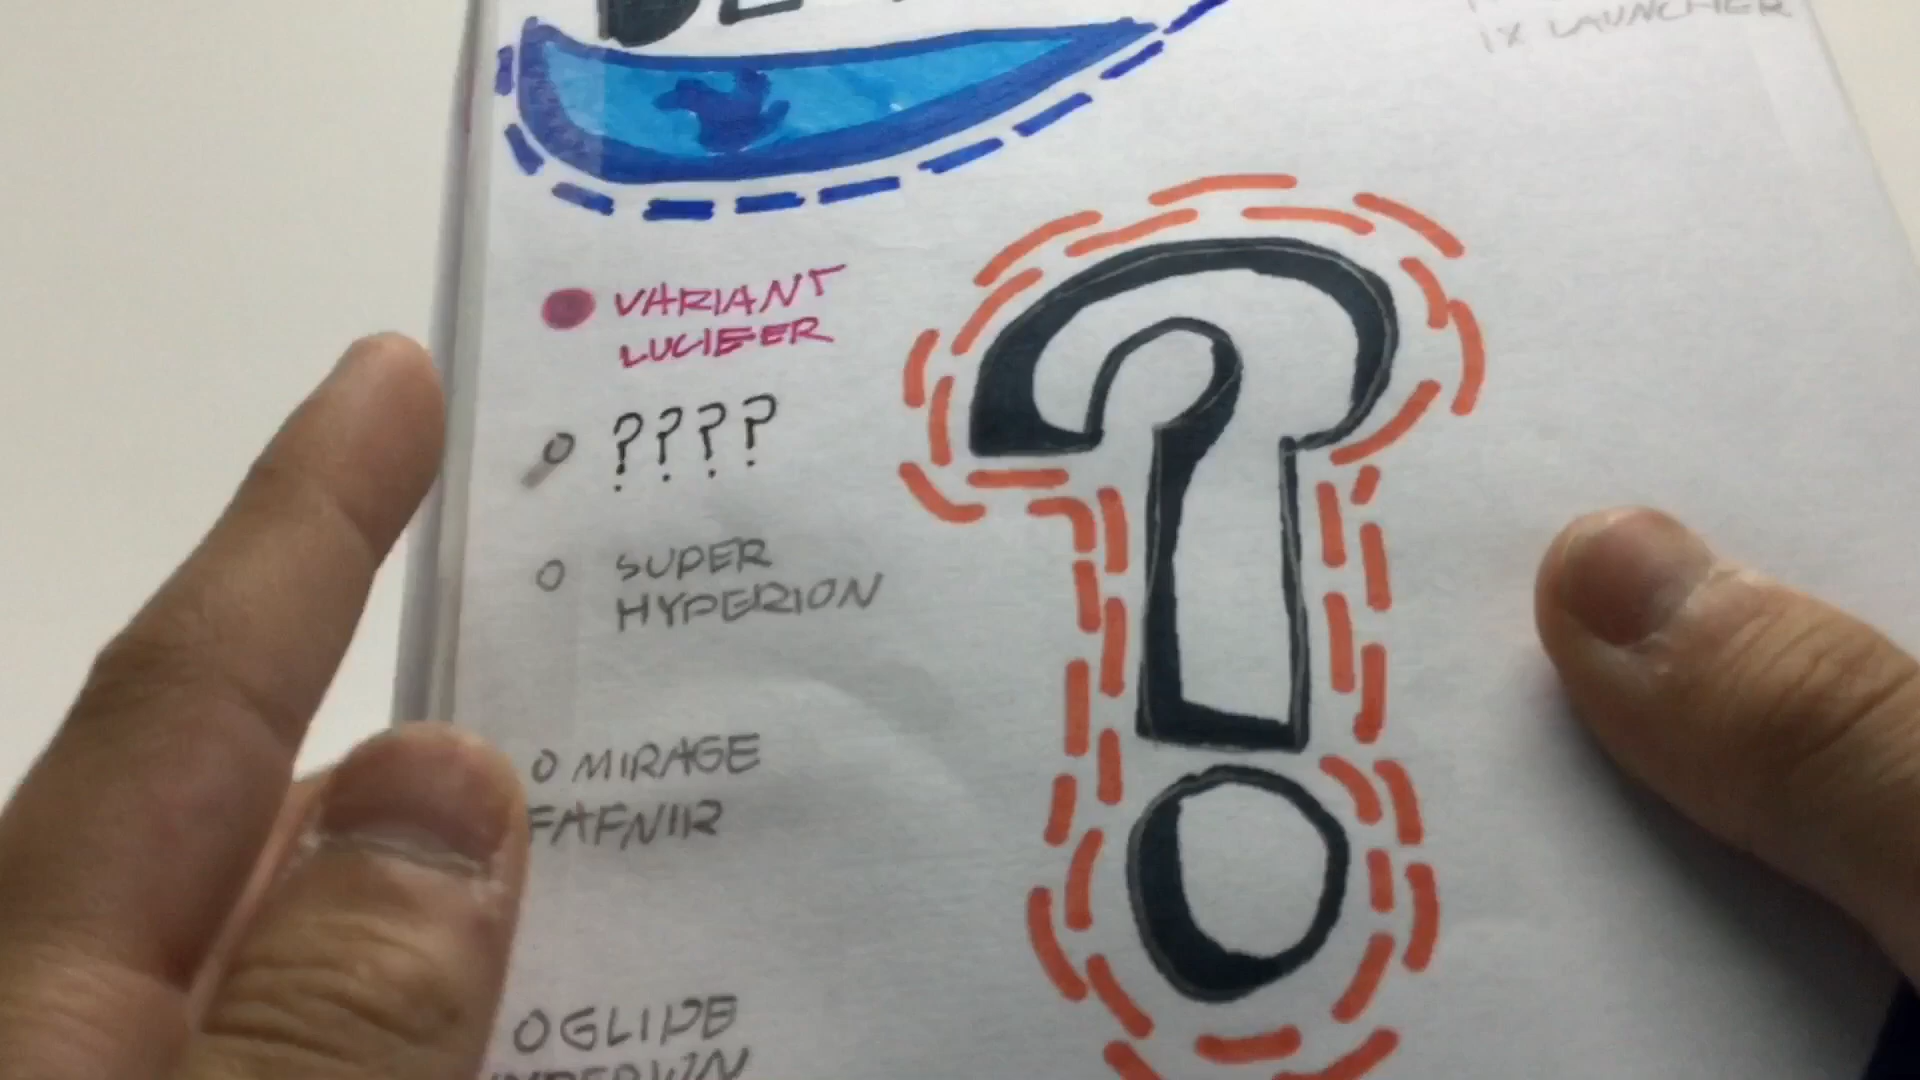 1X LAUNCHER
VARIANT
LUCIFER
????
SUPER
HYPERION
O MIRAGE
FAFNIR
O GLIDE
?